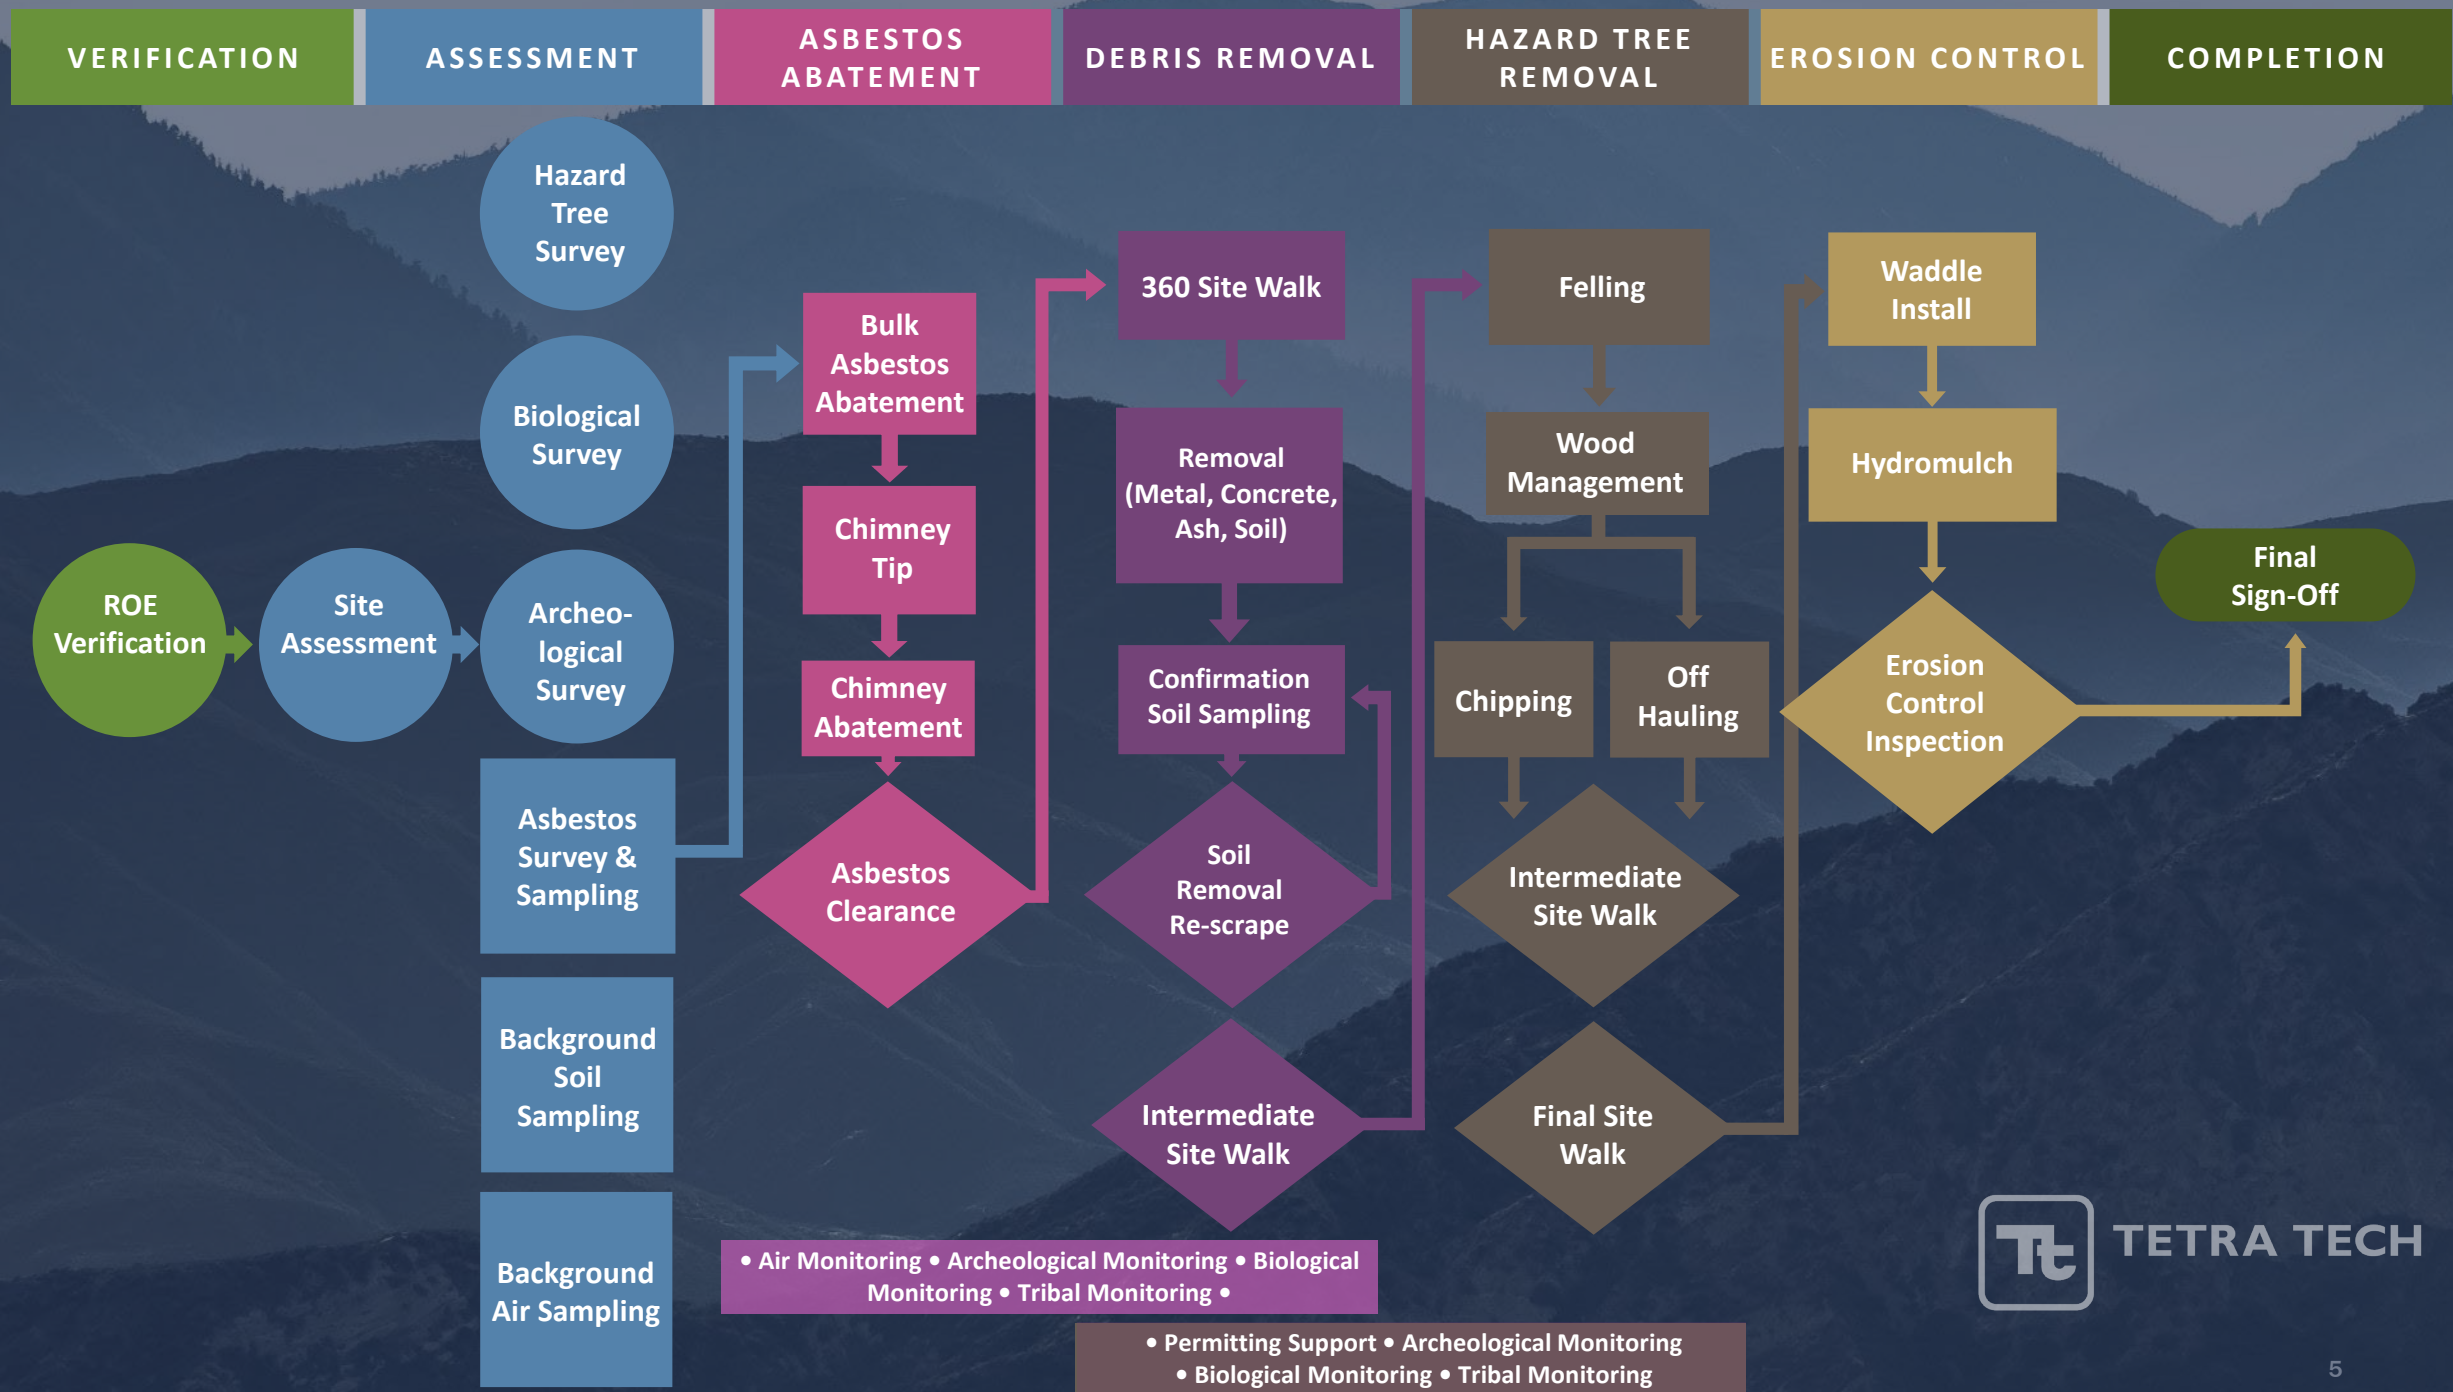 VERIFICATION
ASSESSMENT
ASBESTOS
ABATEMENT
DEBRIS REMOVAL
HAZARD TREE
REMOVAL
EROSION CONTROL
COMPLETION
ROE
Verification
Site
Assessment
Hazard
Tree
Survey
Biological
Survey
Archeo-
logical
Survey
Asbestos
Survey &
Sampling
Background
Soil
Sampling
Background
Air Sampling
Bulk
Asbestos
Abatement
Chimney
Tip
Chimney
Abatement
Asbestos
Clearance
360 Site Walk
Removal
(Metal, Concrete,
Ash, Soil)
Confirmation
Soil Sampling
Soil
Removal
Re-scrape
Intermediate
Site Walk
Felling
Wood
Management
Chipping
Off
Hauling
Intermediate
Site Walk
Final Site
Walk
Waddle
Install
Hydromulch
Erosion
Control
Inspection
Final
Sign-Off
• Air Monitoring • Archeological Monitoring • Biological
Monitoring • Tribal Monitoring •
• Permitting Support • Archeological Monitoring
• Biological Monitoring • Tribal Monitoring
Tt
TETRA TECH
5